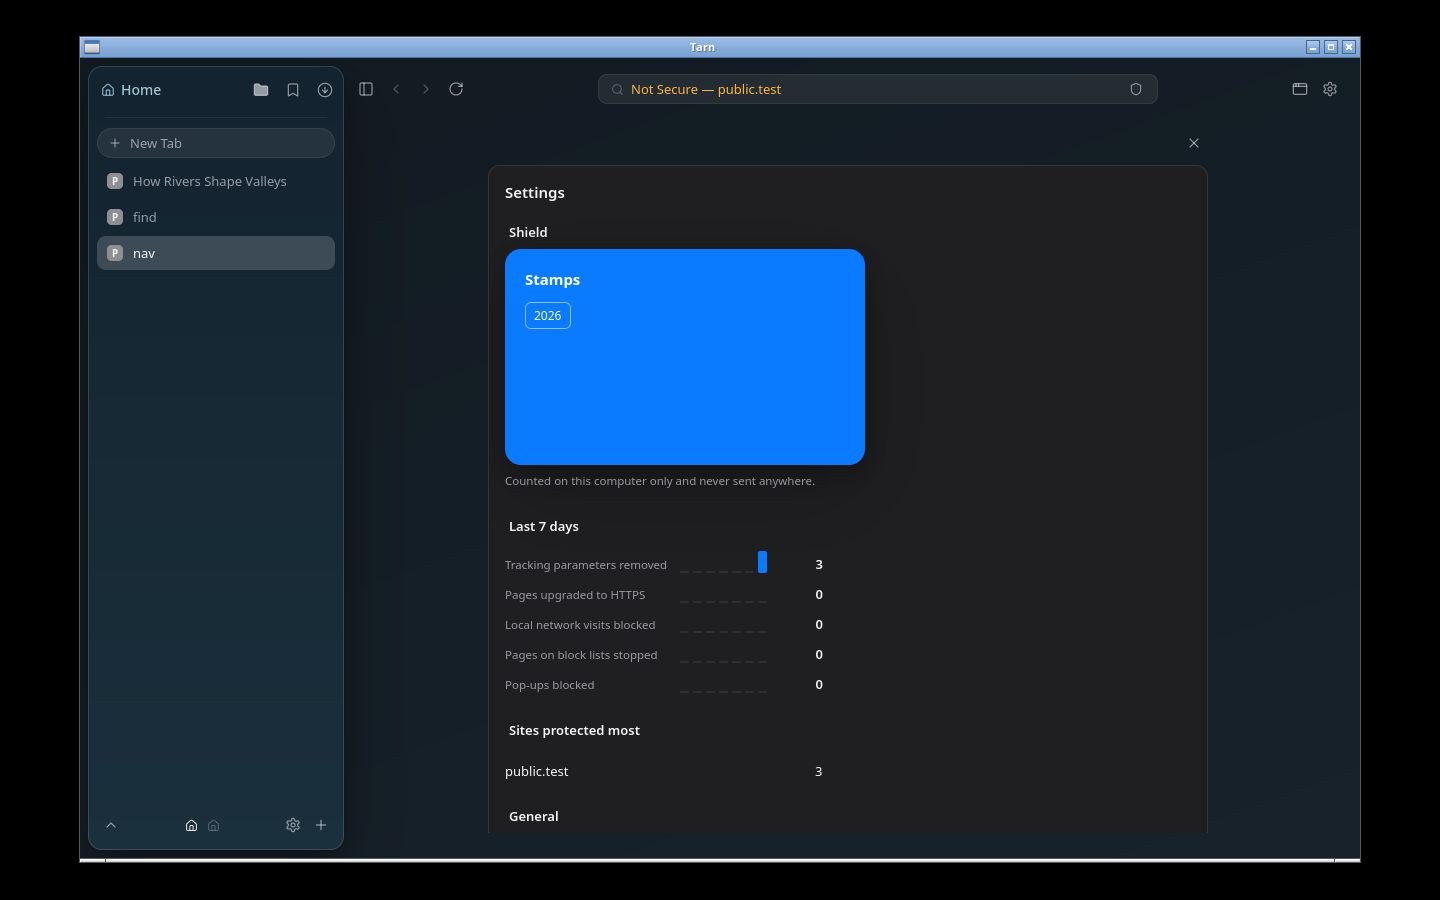 Tarn
Home
Not Secure — public.test
New Tab
P How Rivers Shape Valleys
P find
P nav
Settings
Shield
Stamps
2026
Counted on this computer only and never sent anywhere.
Last 7 days
Tracking parameters removed 3
Pages upgraded to HTTPS 0
Local network visits blocked 0
Pages on block lists stopped 0
Pop-ups blocked 0
Sites protected most
public.test 3
General